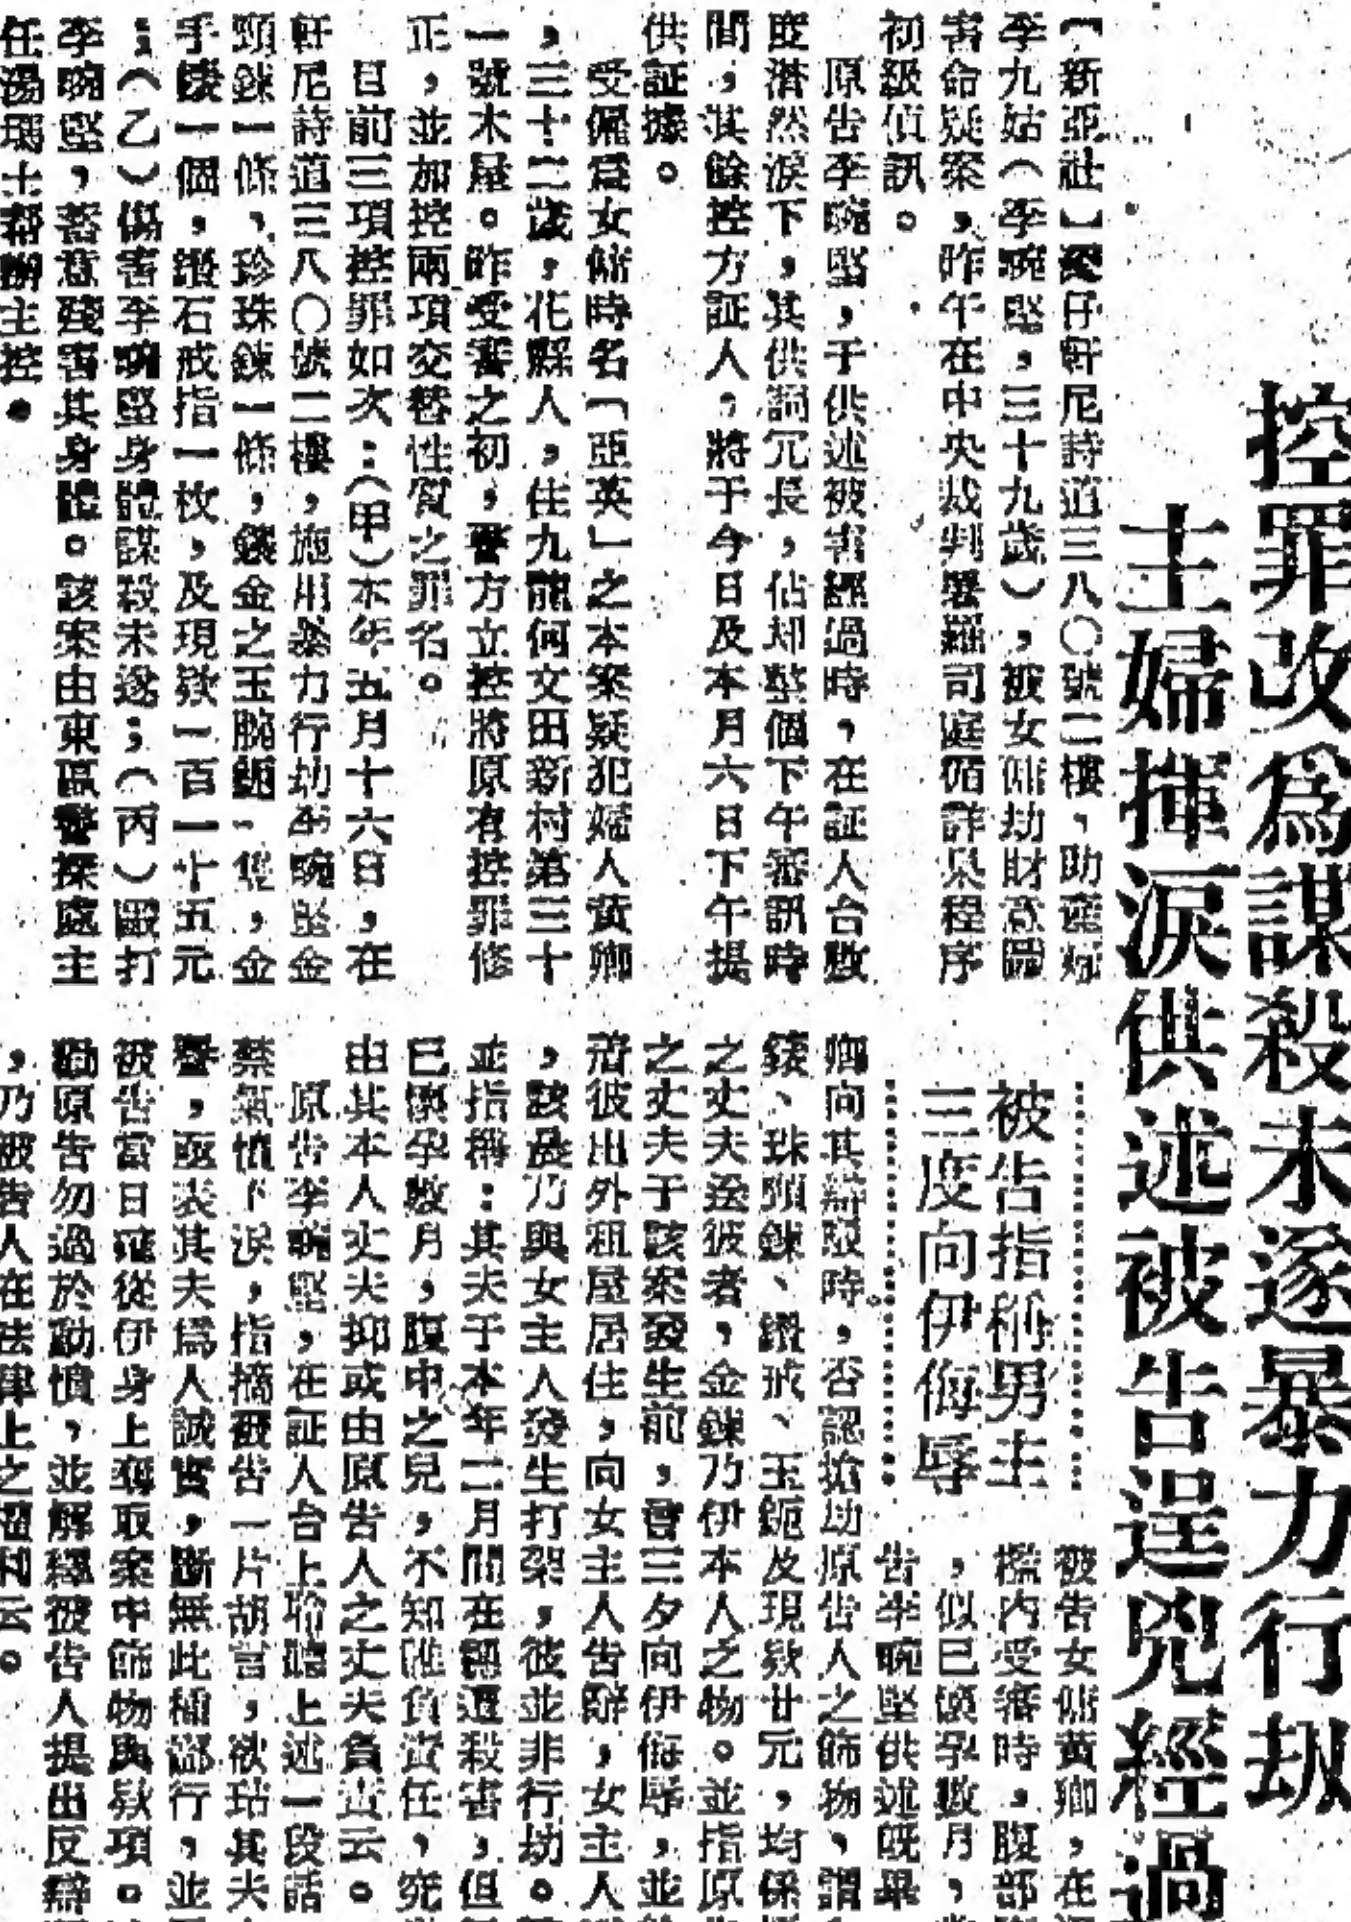 控罪改為謀殺未遂暴力行劫
主婦揮淚供述被告逞兇經過
【新亞社】灣仔軒尼詩道三八〇號二樓，助產婦
李九姑（李婉堅，三十九歲），被女傭劫財意圖
害命疑案，昨午在中央裁判署羅司庭循詳呆程序
初級偵訊。
原告李婉堅，于供述被害經過時，在証人台數
度潸然淚下，其供詞冗長，佔却整個下午審訊時
間，其餘控方証人，將于今日及本月六日下午提
供証據。
受僱為女傭時名「亞英」之本案疑犯婦人黃鄉
，三十二歲，花縣人，住九龍何文田新村第三十
一號木屋。昨受審之初，警方立控將原有控罪修
正，並加控兩項交替性質之罪名。
目前三項控罪如次：（甲）本年五月十六日，在
軒尼詩道三八〇號二樓，施用暴力行劫李婉堅金
頸鍊一條，珍珠鍊一條，鑲金之玉腕鈪一隻，金
手錶一個，鑽石戒指一枚，及現欵一百一十五元
；（乙）傷害李婉堅身體謀殺未遂；（丙）毆打
李婉堅，蓄意殘害其身體。該案由東區警探處主
任湯瑪士幫辦主控。
被告指稱男主
三度向伊侮辱
被告女傭黃鄉，在
檻內受審時，腹部
，似已懷孕數月，
告李婉堅供述既畢
鄉向其辯駁時，否認搶劫原告人之飾物，謂
錶、珠頸鍊、鑽戒、玉鈪及現欵廿元，均係
之丈夫送彼者，金鍊乃伊本人之物。並指原
之丈夫于該案發生前，曾三夕向伊侮辱，並
着彼出外租屋居住，向女主人告辭，女主人
，該晨乃與女主人發生打架，彼並非行劫。
並指稱：其夫于本年二月間在 遭殺害，但
已懷孕數月，腹中之兒，不知誰負責任，究
由其本人丈夫抑或由原告人之丈夫負責云。
原告李婉堅，在証人台上聆聽上述一段話
禁氣憤下淚，指摘被告一片胡言，欲玷其夫
譽，亟表其夫為人誠實，斷無此種 行，並
被告當日確從伊身上奪取案中飾物與欵項。
勸原告勿過於動憤，並解釋被告人提出反辯
，乃被告人在法律上之權利云。